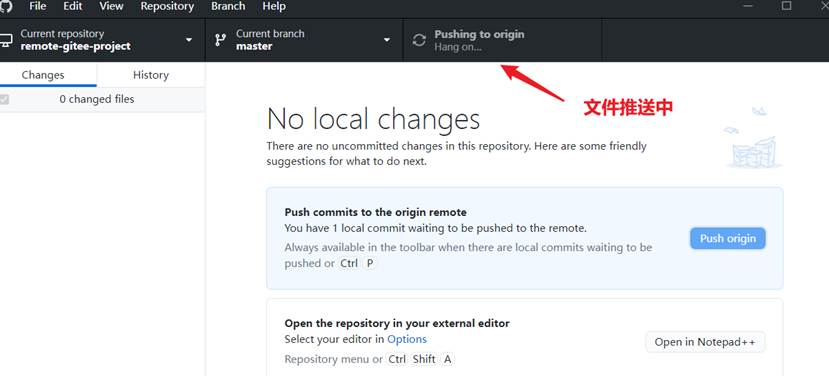 File Edit View Repository Branch Help
Current repository
remote-gitee-project
Current branch
master
Pushing to origin
Hang on...
Changes History
0 changed files
文件推送中
No local changes
There are no uncommitted changes in this repository. Here are some friendly
suggestions for what to do next.
Push commits to the origin remote
You have 1 local commit waiting to be pushed to the remote.
Always available in the toolbar when there are local commits waiting to be
pushed or Ctrl P
Push origin
Open the repository in your external editor
Select your editor in Options
Repository menu or Ctrl Shift A
Open in Notepad++